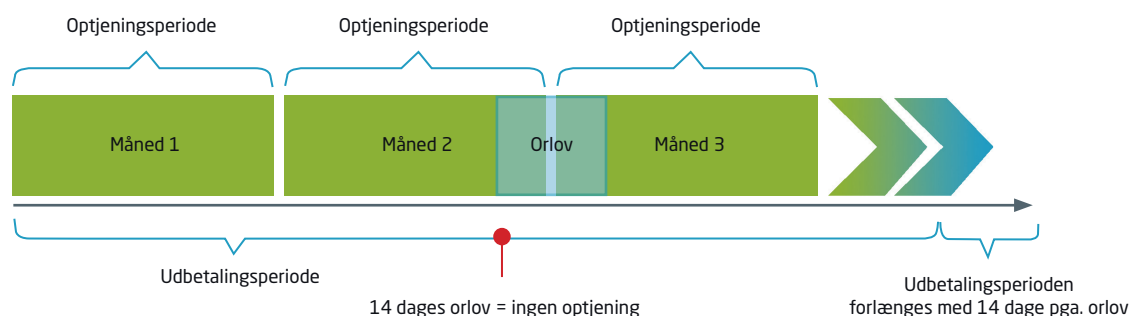 Optjeningsperiode
Optjeningsperiode
Optjeningsperiode
Måned 1
Måned 2
Orlov
Måned 3
Udbetalingsperiode
14 dages orlov = ingen optjening
Udbetalingsperioden
forlænges med 14 dage pga. orlov